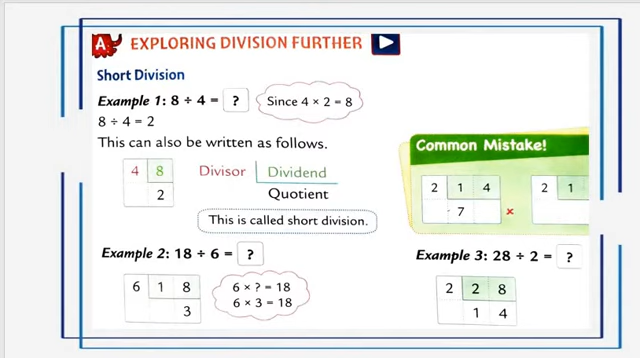 A. EXPLORING DIVISION FURTHER
Short Division
Example 1: 8 ÷ 4 = ?
Since 4 × 2 = 8
8 ÷ 4 = 2
This can also be written as follows.
4 8
2
Divisor Dividend
Quotient
This is called short division.
Common Mistake!
2 1 4
7 ×
2 1
Example 2: 18 ÷ 6 = ?
6 1 8
3
6 × ? = 18
6 × 3 = 18
Example 3: 28 ÷ 2 = ?
2 2 8
1 4